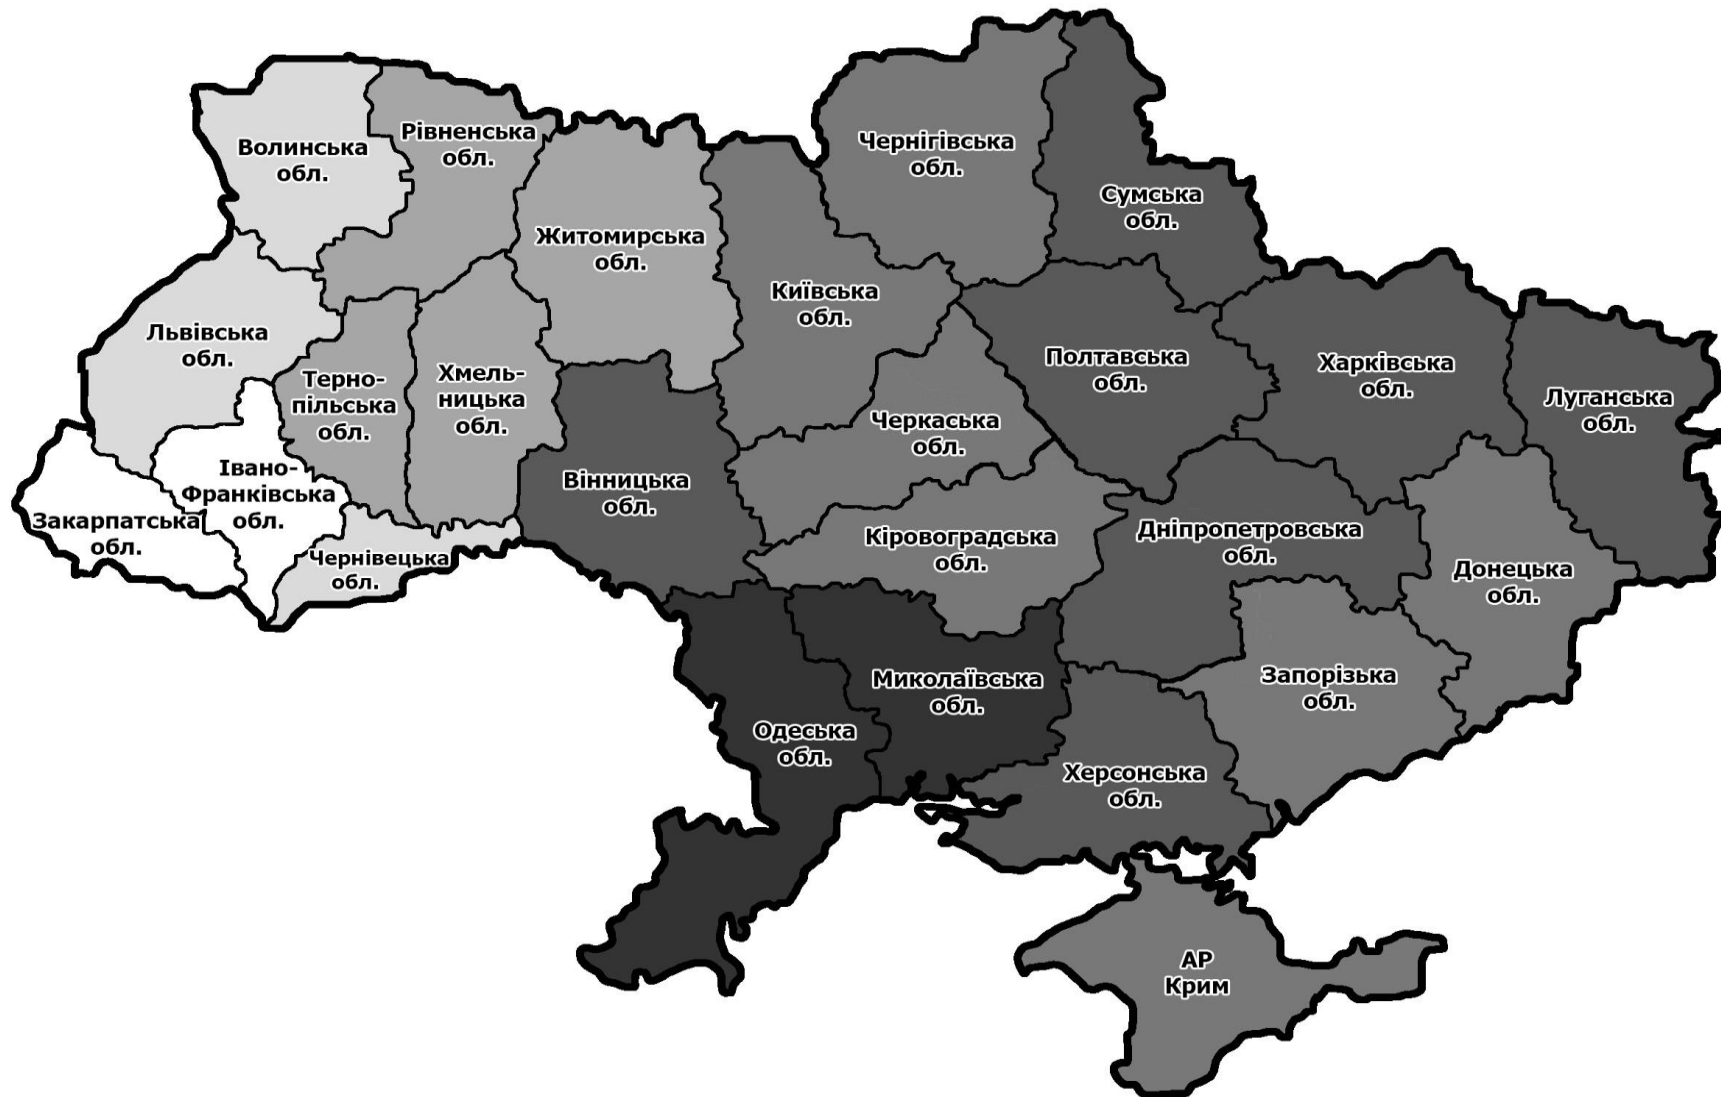 Волинська
обл.
Рівненська
обл.
Житомирська
обл.
Чернігівська
обл.
Сумська
обл.
Київська
обл.
Львівська
обл.
Терно-
пільська
обл.
Хмель-
ницька
обл.
Полтавська
обл.
Харківська
обл.
Луганська
обл.
Черкаська
обл.
Івано-
Франківська
обл.
Вінницька
обл.
Закарпатська
обл.
Чернівецька
обл.
Кіровоградська
обл.
Дніпропетровська
обл.
Донецька
обл.
Миколаївська
обл.
Запорізька
обл.
Одеська
обл.
Херсонська
обл.
АР
Крим